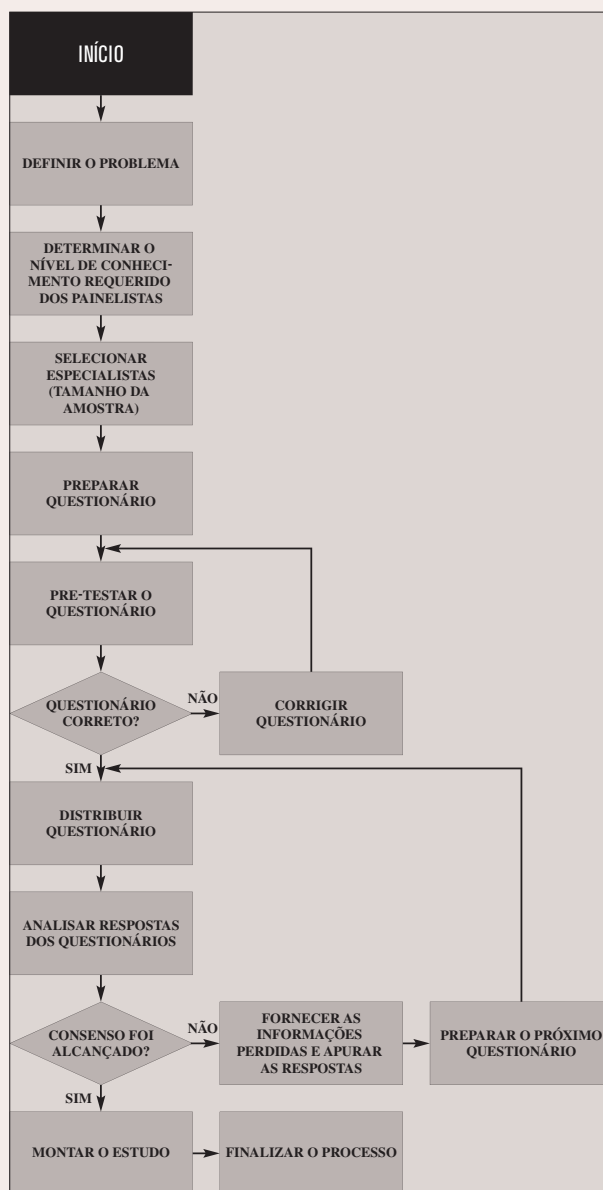 INÍCIO
DEFINIR O PROBLEMA
DETERMINAR O
NÍVEL DE CONHECI-
MENTO REQUERIDO
DOS PAINELISTAS
SELECIONAR
ESPECIALISTAS
(TAMANHO DA
AMOSTRA)
PREPARAR
QUESTIONÁRIO
PRE-TESTAR O
QUESTIONÁRIO
QUESTIONÁRIO
CORRETO?
NÃO
CORRIGIR
QUESTIONÁRIO
SIM
DISTRIBUIR
QUESTIONÁRIO
ANALISAR RESPOSTAS
DOS QUESTIONÁRIOS
CONSENSO FOI
ALCANÇADO?
NÃO
FORNECER AS
INFORMAÇÕES
PERDIDAS E APURAR
AS RESPOSTAS
PREPARAR O PRÓXIMO
QUESTIONÁRIO
SIM
MONTAR O ESTUDO
FINALIZAR O PROCESSO